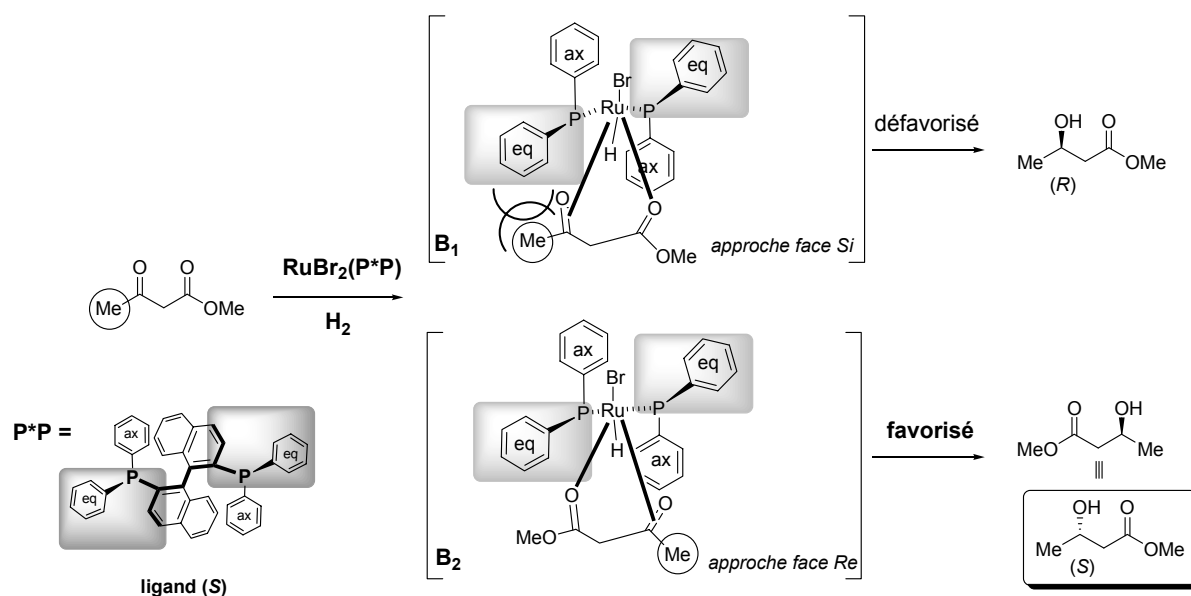 ax
eq
Br
P
Ru
P
H
eq
ax
O
O
Me
OMe
B1
approche face Si
défavorisé
OH
O
Me
OMe
(R)
O
O
Me
OMe
RuBr2(P*P)
H2
ax
eq
Br
P
Ru
P
H
eq
ax
O
O
MeO
Me
B2
approche face Re
favorisé
O
OH
MeO
Me
OH
O
Me
OMe
(S)
P*P =
ax
eq
P
P
eq
ax
ligand (S)